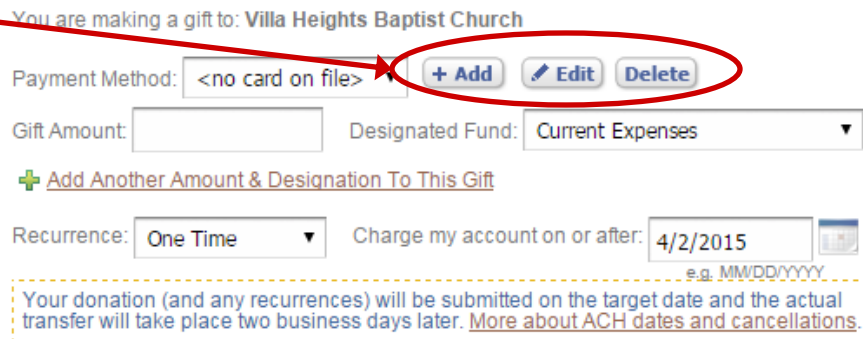 You are making a gift to: Villa Heights Baptist Church
Payment Method: <no card on file> + Add Edit Delete
Gift Amount: Designated Fund: Current Expenses
Add Another Amount & Designation To This Gift
Recurrence: One Time Charge my account on or after: 4/2/2015
e.g. MM/DD/YYYY
Your donation (and any recurrences) will be submitted on the target date and the actual
transfer will take place two business days later. More about ACH dates and cancellations.